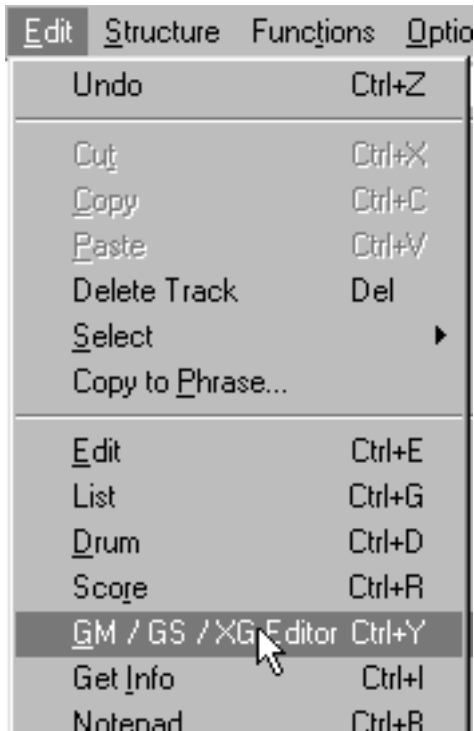 Edit Structure Functions Optio
Undo Ctrl+Z
Cut Ctrl+X
Copy Ctrl+C
Paste Ctrl+V
Delete Track Del
Select
Copy to Phrase...
Edit Ctrl+E
List Ctrl+G
Drum Ctrl+D
Score Ctrl+R
GM / GS / XG Editor Ctrl+Y
Get Info Ctrl+I
Notepad Ctrl+B